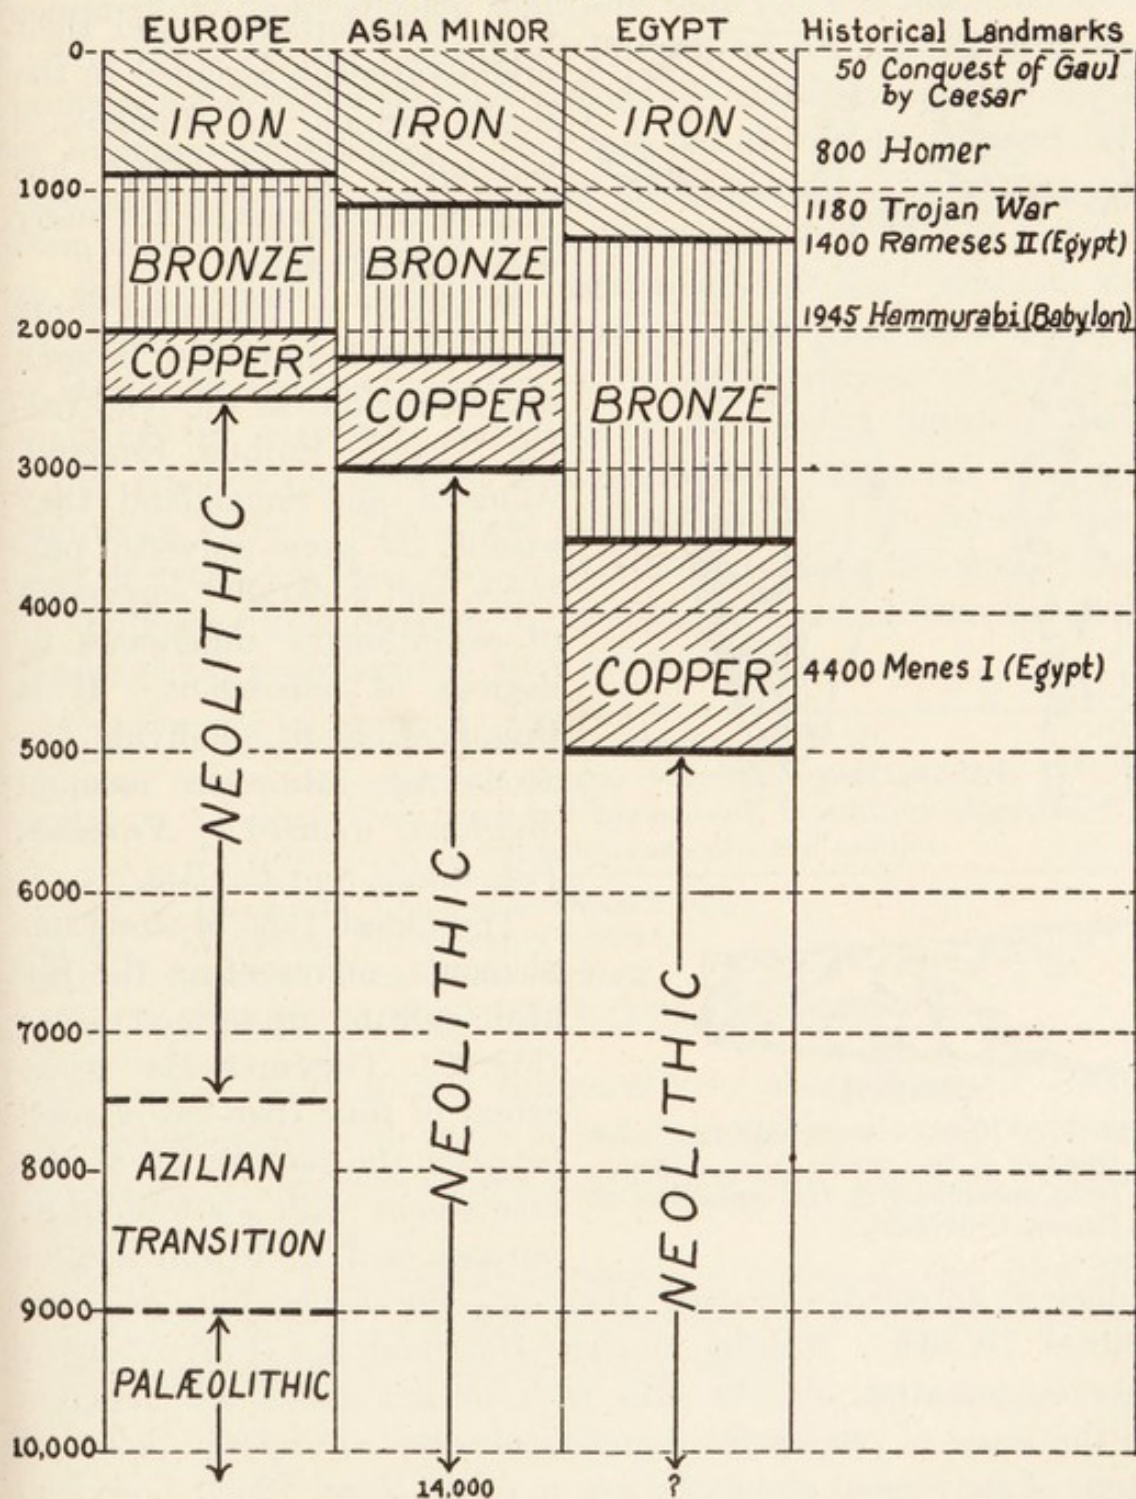 EUROPE ASIA MINOR EGYPT Historical Landmarks
0
50 Conquest of Gaul
by Caesar
IRON IRON IRON
800 Homer
1000
1180 Trojan War
1400 Rameses II (Egypt)
BRONZE BRONZE
1945 Hammurabi (Babylon)
2000
COPPER
COPPER BRONZE
3000
NEOLITHIC
4000
COPPER 4400 Menes I (Egypt)
5000
6000
NEOLITHIC
7000
NEOLITHIC
8000 AZILIAN
TRANSITION
9000
PALÆOLITHIC
10,000
14,000 ?